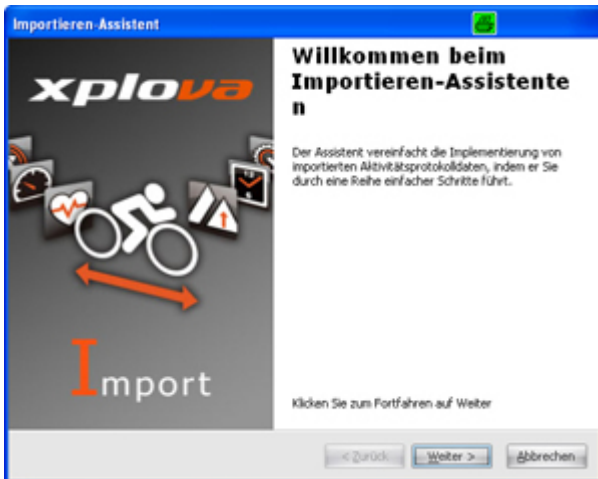 Importieren-Assistent
xplova
Import
Willkommen beim
Importieren-Assistente
n
Der Assistent vereinfacht die Implementierung von
importierten Aktivitätsprotokolldaten, indem er Sie
durch eine Reihe einfacher Schritte führt.
Klicken Sie zum Fortfahren auf Weiter
< Zurück Weiter > Abbrechen